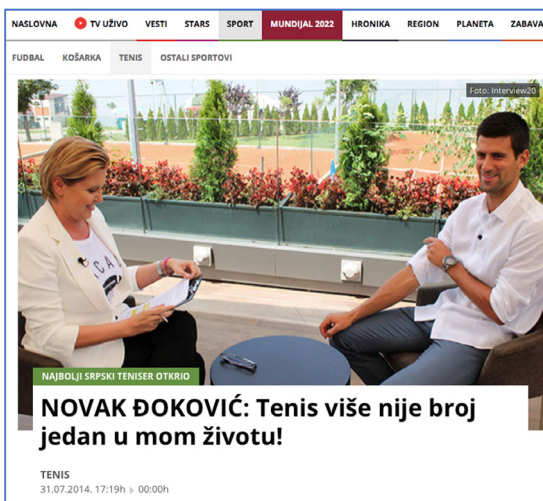 NASLOVNA TV UŽIVO VESTI STARS SPORT MUNDIJAL 2022 HRONIKA REGION PLANETA ZABAVA
FUDBAL KOŠARKA TENIS OSTALI SPORTOVI
Foto: Interview20
NAJBOLJI SRPSKI TENISER OTKRIO
NOVAK ĐOKOVIĆ: Tenis više nije broj
jedan u mom životu!
TENIS
31.07.2014. 17:19h 00:00h